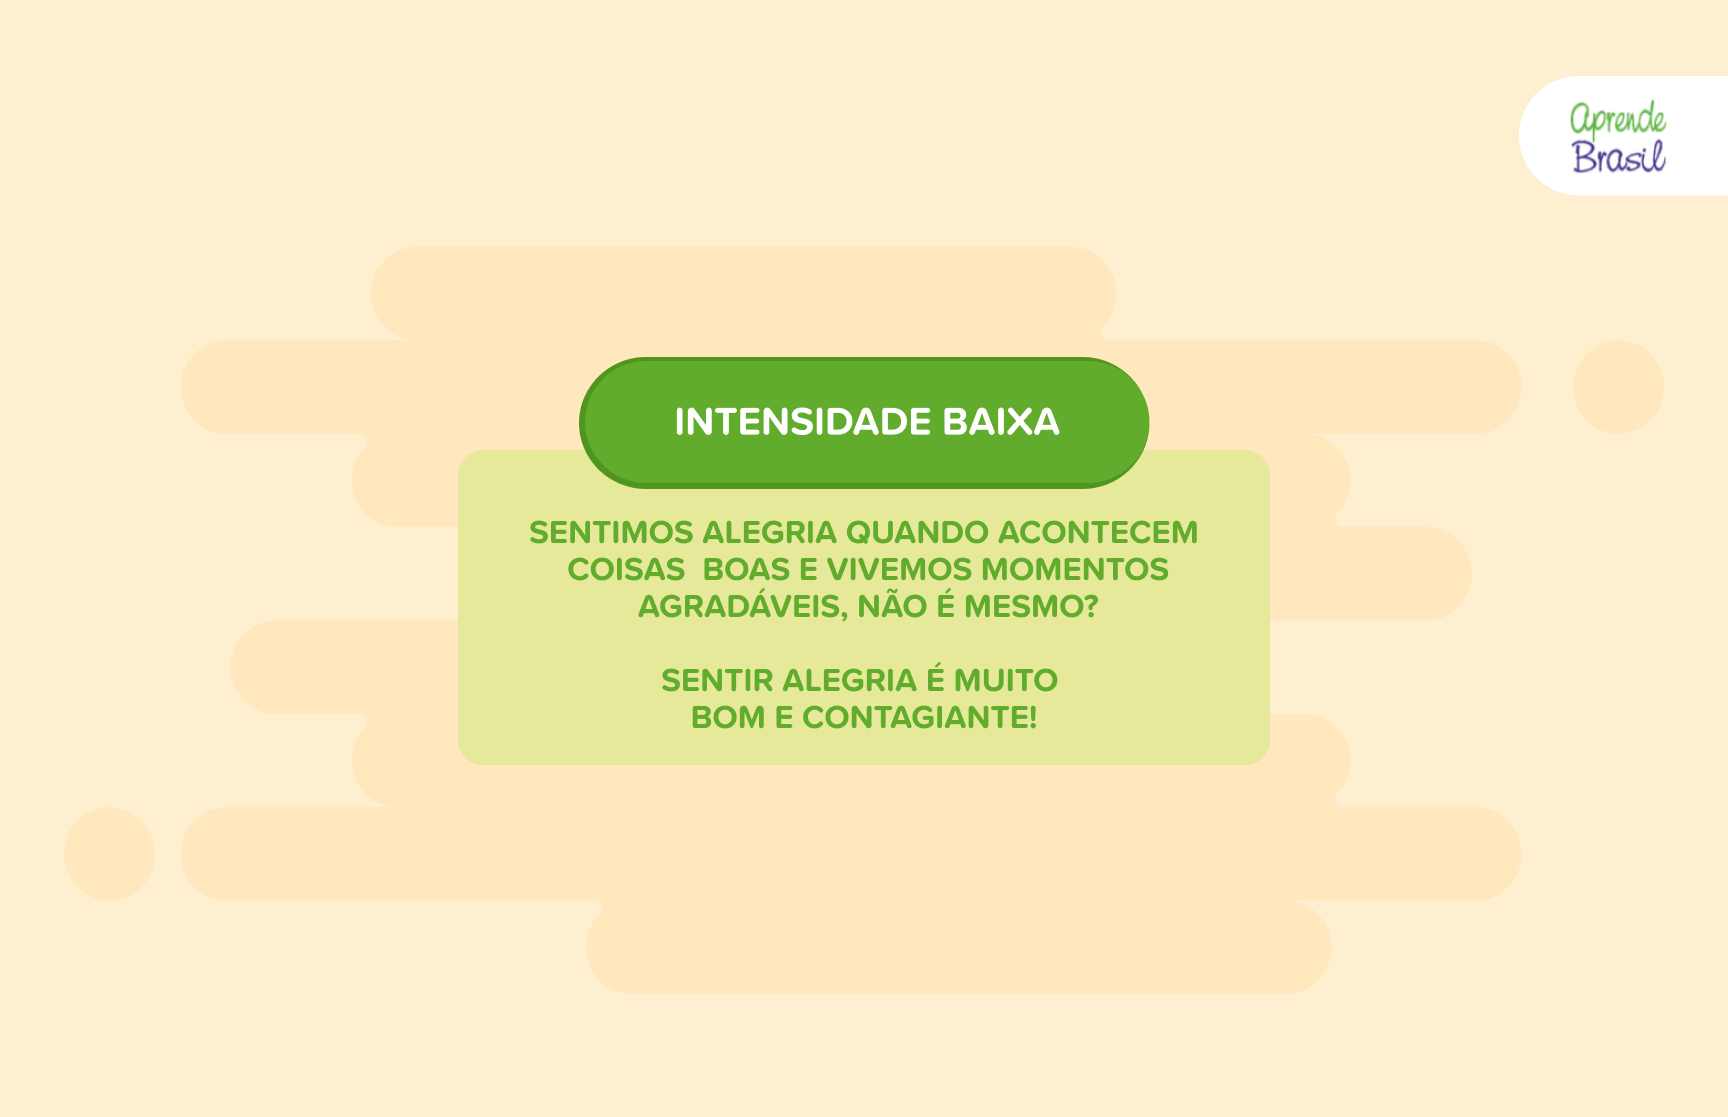 aprende
Brasil
INTENSIDADE BAIXA
SENTIMOS ALEGRIA QUANDO ACONTECEM
COISAS  BOAS E VIVEMOS MOMENTOS
AGRADÁVEIS, NÃO É MESMO?
SENTIR ALEGRIA É MUITO
BOM E CONTAGIANTE!